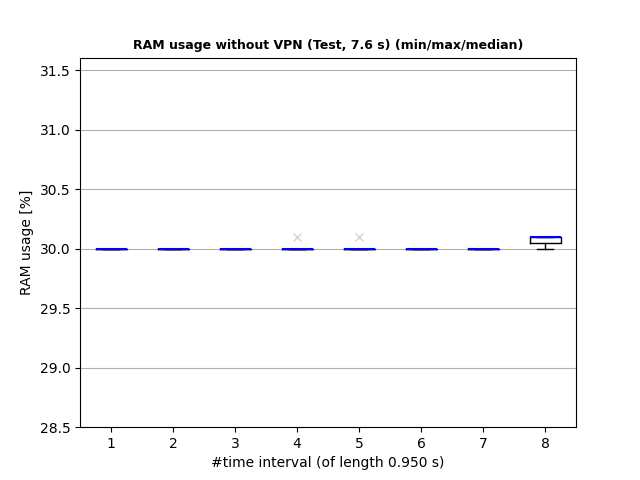 RAM usage without VPN (Test, 7.6 s) (min/max/median)
31.5
31.0
30.5
30.0
29.5
29.0
28.5
RAM usage [%]
1 2 3 4 5 6 7 8
#time interval (of length 0.950 s)